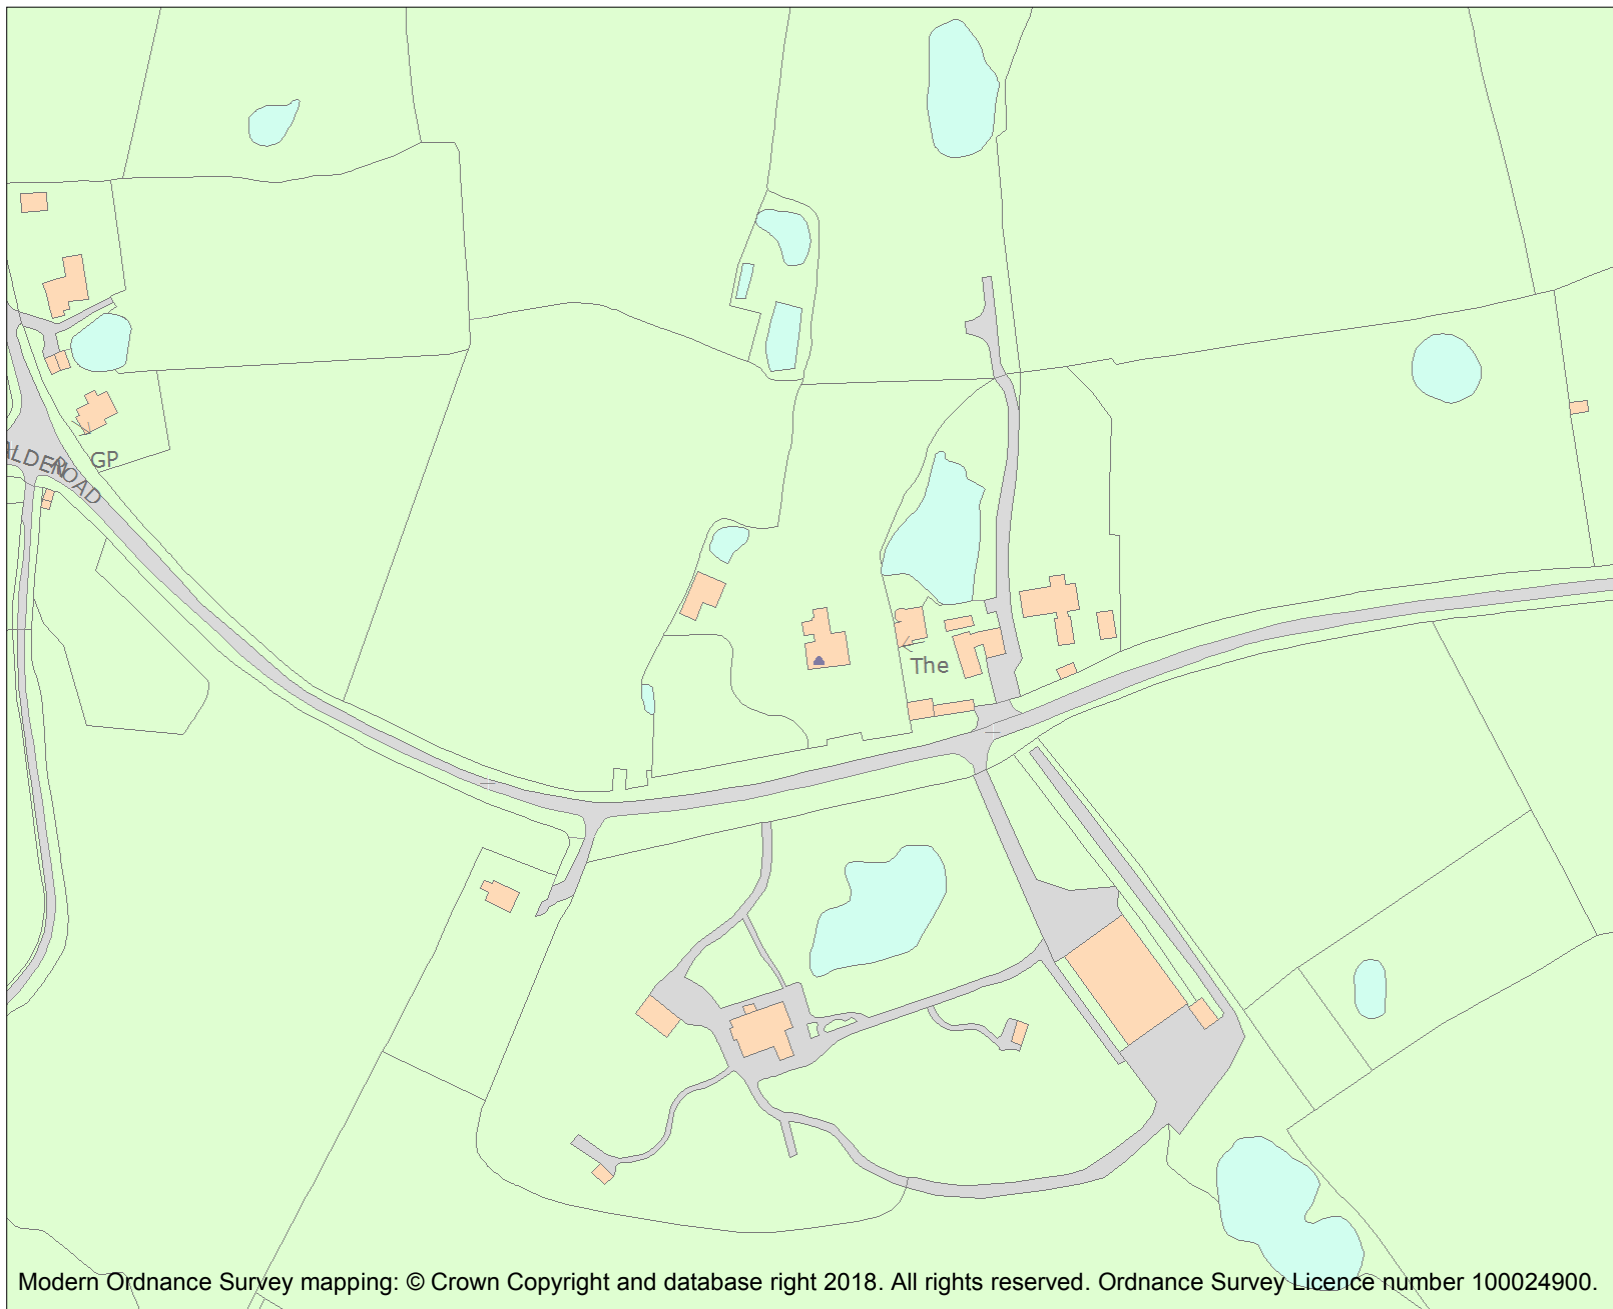 GP
ROAD
The
Modern Ordnance Survey mapping: © Crown Copyright and database right 2018. All rights reserved. Ordnance Survey Licence number 100024900.